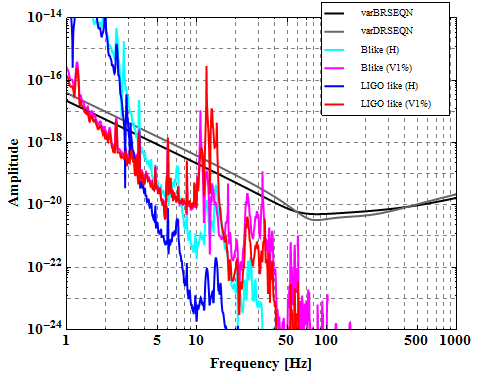 10^-14
10^-16
10^-18
10^-20
10^-22
10^-24
Amplitude
varBRSEQN
varDRSEQN
Blike (H)
Blike (V1%)
LIGO like (H)
LIGO like (V1%)
1 5 10 50 100 500 1000
Frequency [Hz]